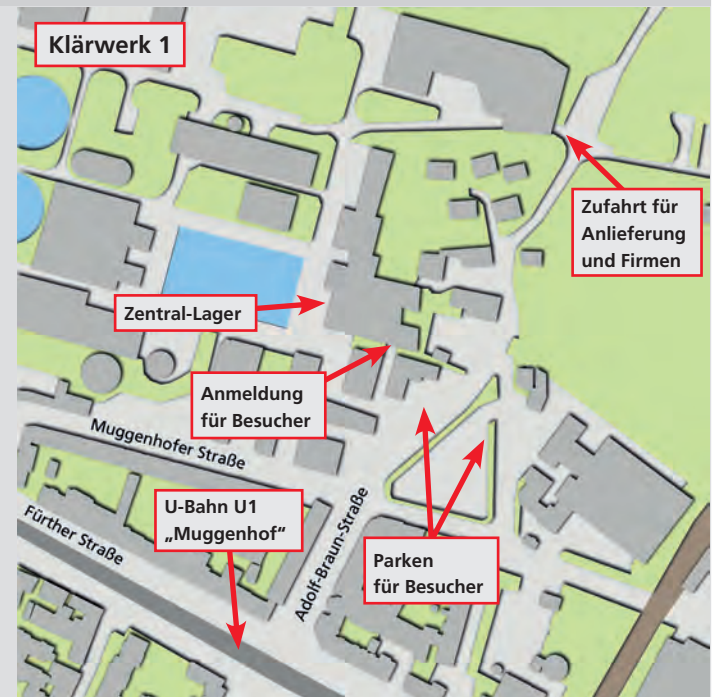 Klärwerk 1
Zufahrt für
Anlieferung
und Firmen
Zentral-Lager
Anmeldung
für Besucher
Muggenhofer Straße
U-Bahn U1
„Muggenhof“
Fürther Straße
Adolf-Braun-Straße
Parken
für Besucher